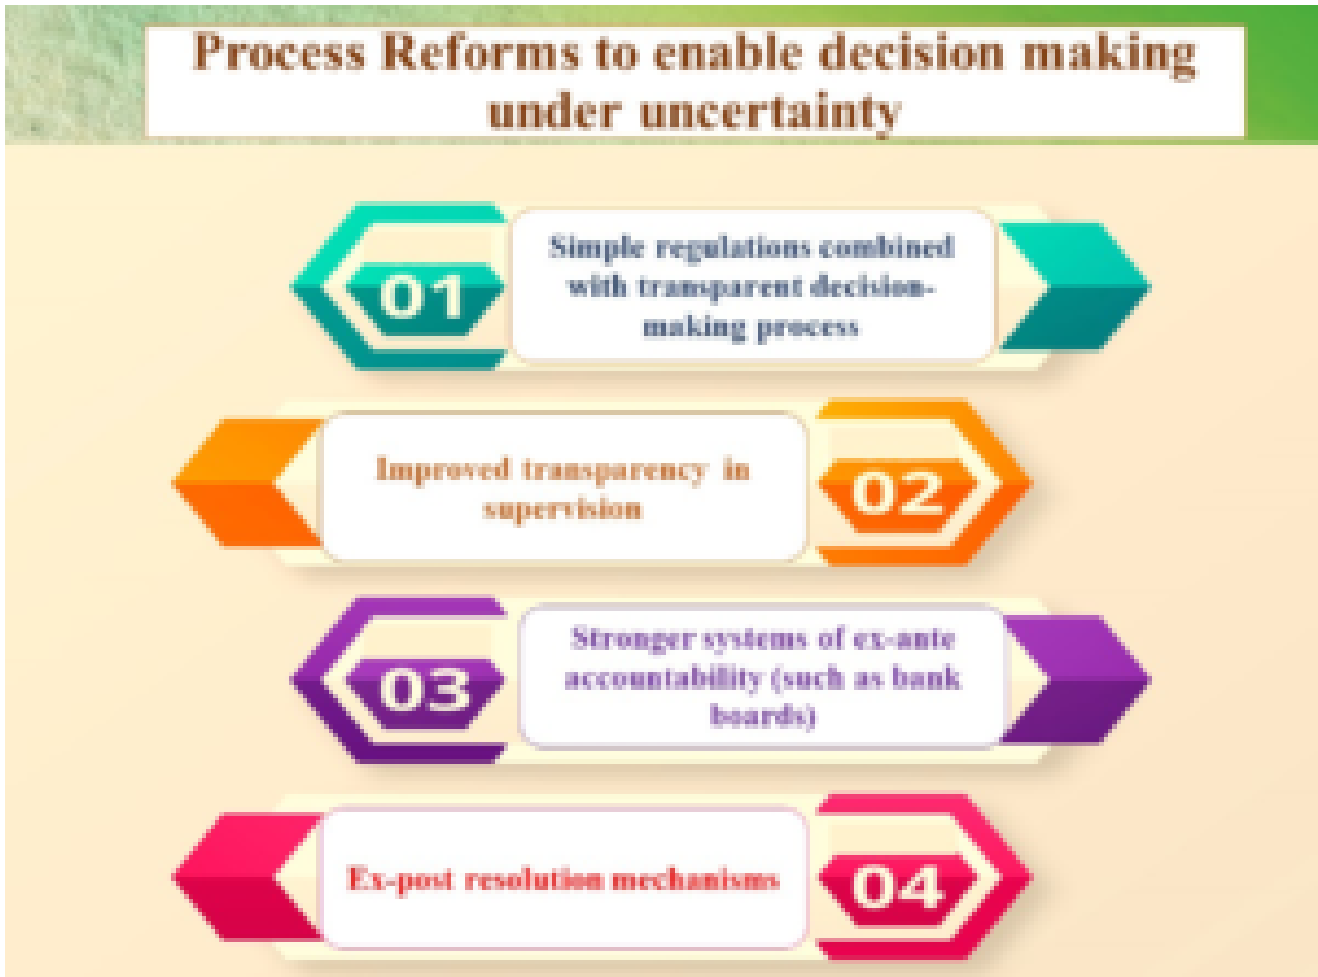 Process Reforms to enable decision making
under uncertainty
01
Simple regulations combined
with transparent decision-
making process
Improved transparency in
supervision
02
03
Stronger systems of ex-ante
accountability (such as bank
boards)
Ex-post resolution mechanisms
04